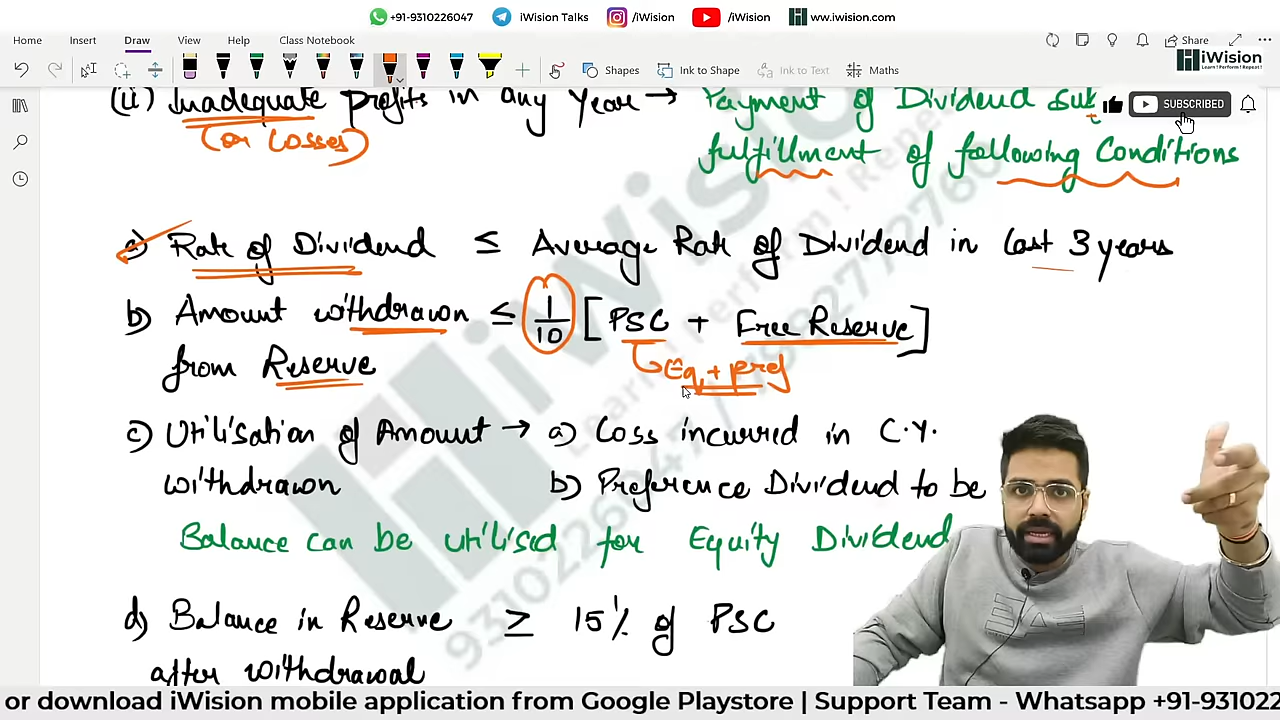 +91-9310226047 iWision Talks /iWision /iWision ww.iwision.com
Home Insert Draw View Help Class Notebook Share
iWision
Learn ! Perform ! Repeat !
Shapes Ink to Shape Ink to Text Maths
SUBSCRIBED
(ii) Inadequate profits in any Year → Payment of Dividend sub
(or Losses)
fulfillment of following Conditions
a) Rate of Dividend ≤ Average Rate of Dividend in last 3 years
b) Amount withdrawn ≤ 1/10 [PSC + Free Reserve]
from Reserve
Eq + pref
c) Utilisation of Amount → a) Loss incurred in C.Y.
withdrawn b) Preference Dividend to be
Balance can be utilised for Equity Dividend
d) Balance in Reserve ≥ 15% of PSC
after withdrawal
or download iWision mobile application from Google Playstore | Support Team - Whatsapp +91-931022